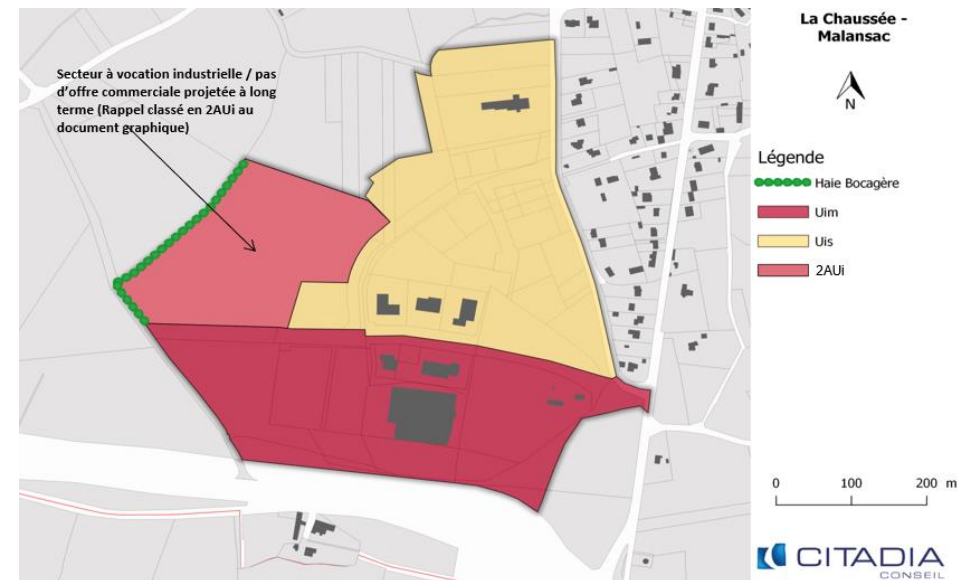 La Chaussée -
Malansac
Secteur à vocation industrielle / pas
d'offre commerciale projetée à long
terme (Rappel classé en 2AUi au
document graphique)
N
Légende
Haie Bocagère
Uim
Uis
2AUi
0 100 200 m
CITADIA
CONSEIL